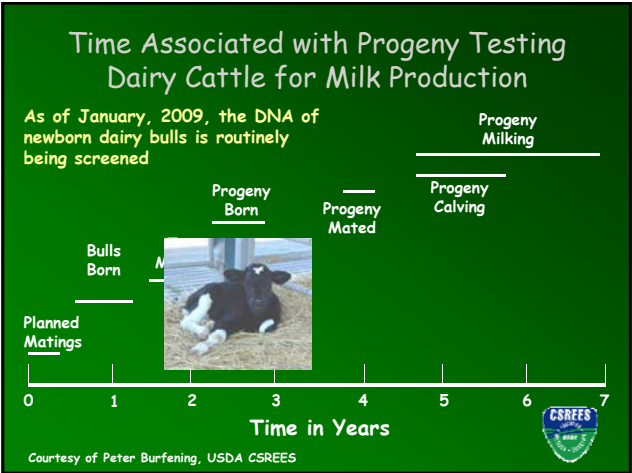 Time Associated with Progeny Testing
Dairy Cattle for Milk Production
As of January, 2009, the DNA of
newborn dairy bulls is routinely
being screened
Progeny
Milking
Progeny
Born
Progeny
Mated
Progeny
Calving
Bulls
Born
M
Planned
Matings
0 1 2 3 4 5 6 7
Time in Years
CSREES
Courtesy of Peter Burfening, USDA CSREES